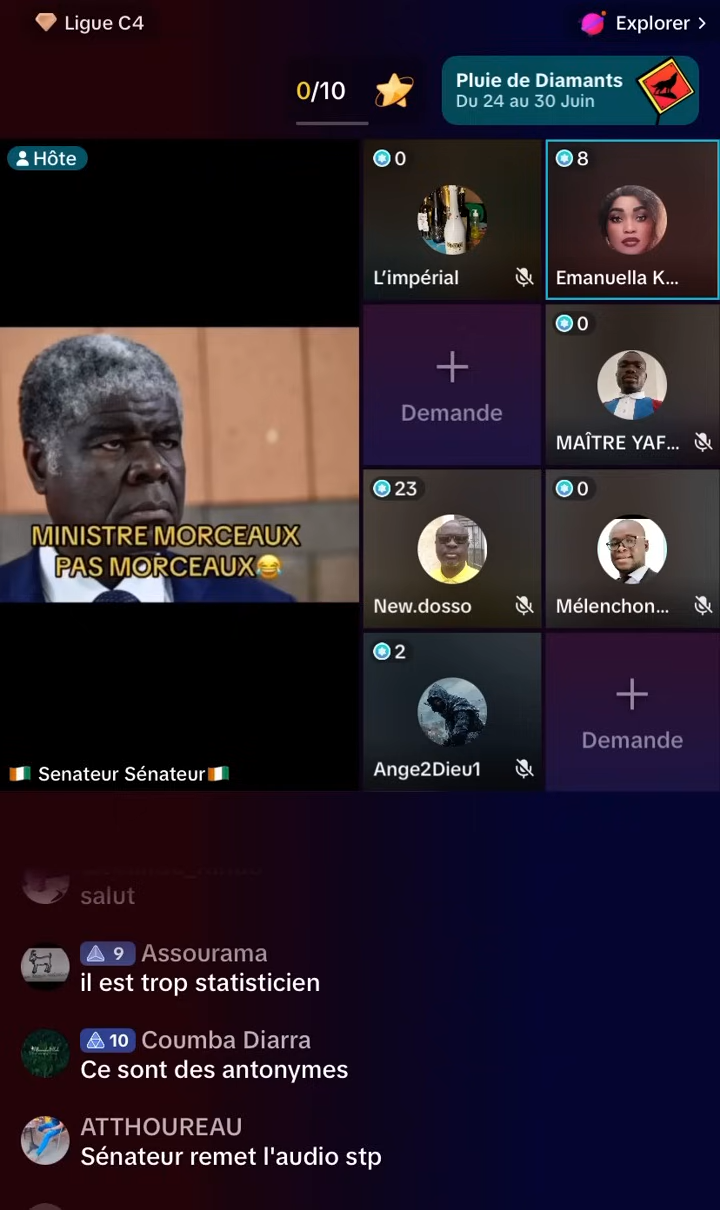 Ligue C4
Explorer >
0/10
Pluie de Diamants
Du 24 au 30 Juin
Hôte
MINISTRE MORCEAUX
PAS MORCEAUX😂
🇨🇮 Senateur Sénateur🇨🇮
0
L'impérial
8
Emanuella K...
+
Demande
0
MAÎTRE YAF...
23
New.dosso
0
Mélenchon...
2
Ange2Dieu1
+
Demande
salut
9 Assourama
il est trop statisticien
10 Coumba Diarra
Ce sont des antonymes
ATTHOUREAU
Sénateur remet l'audio stp